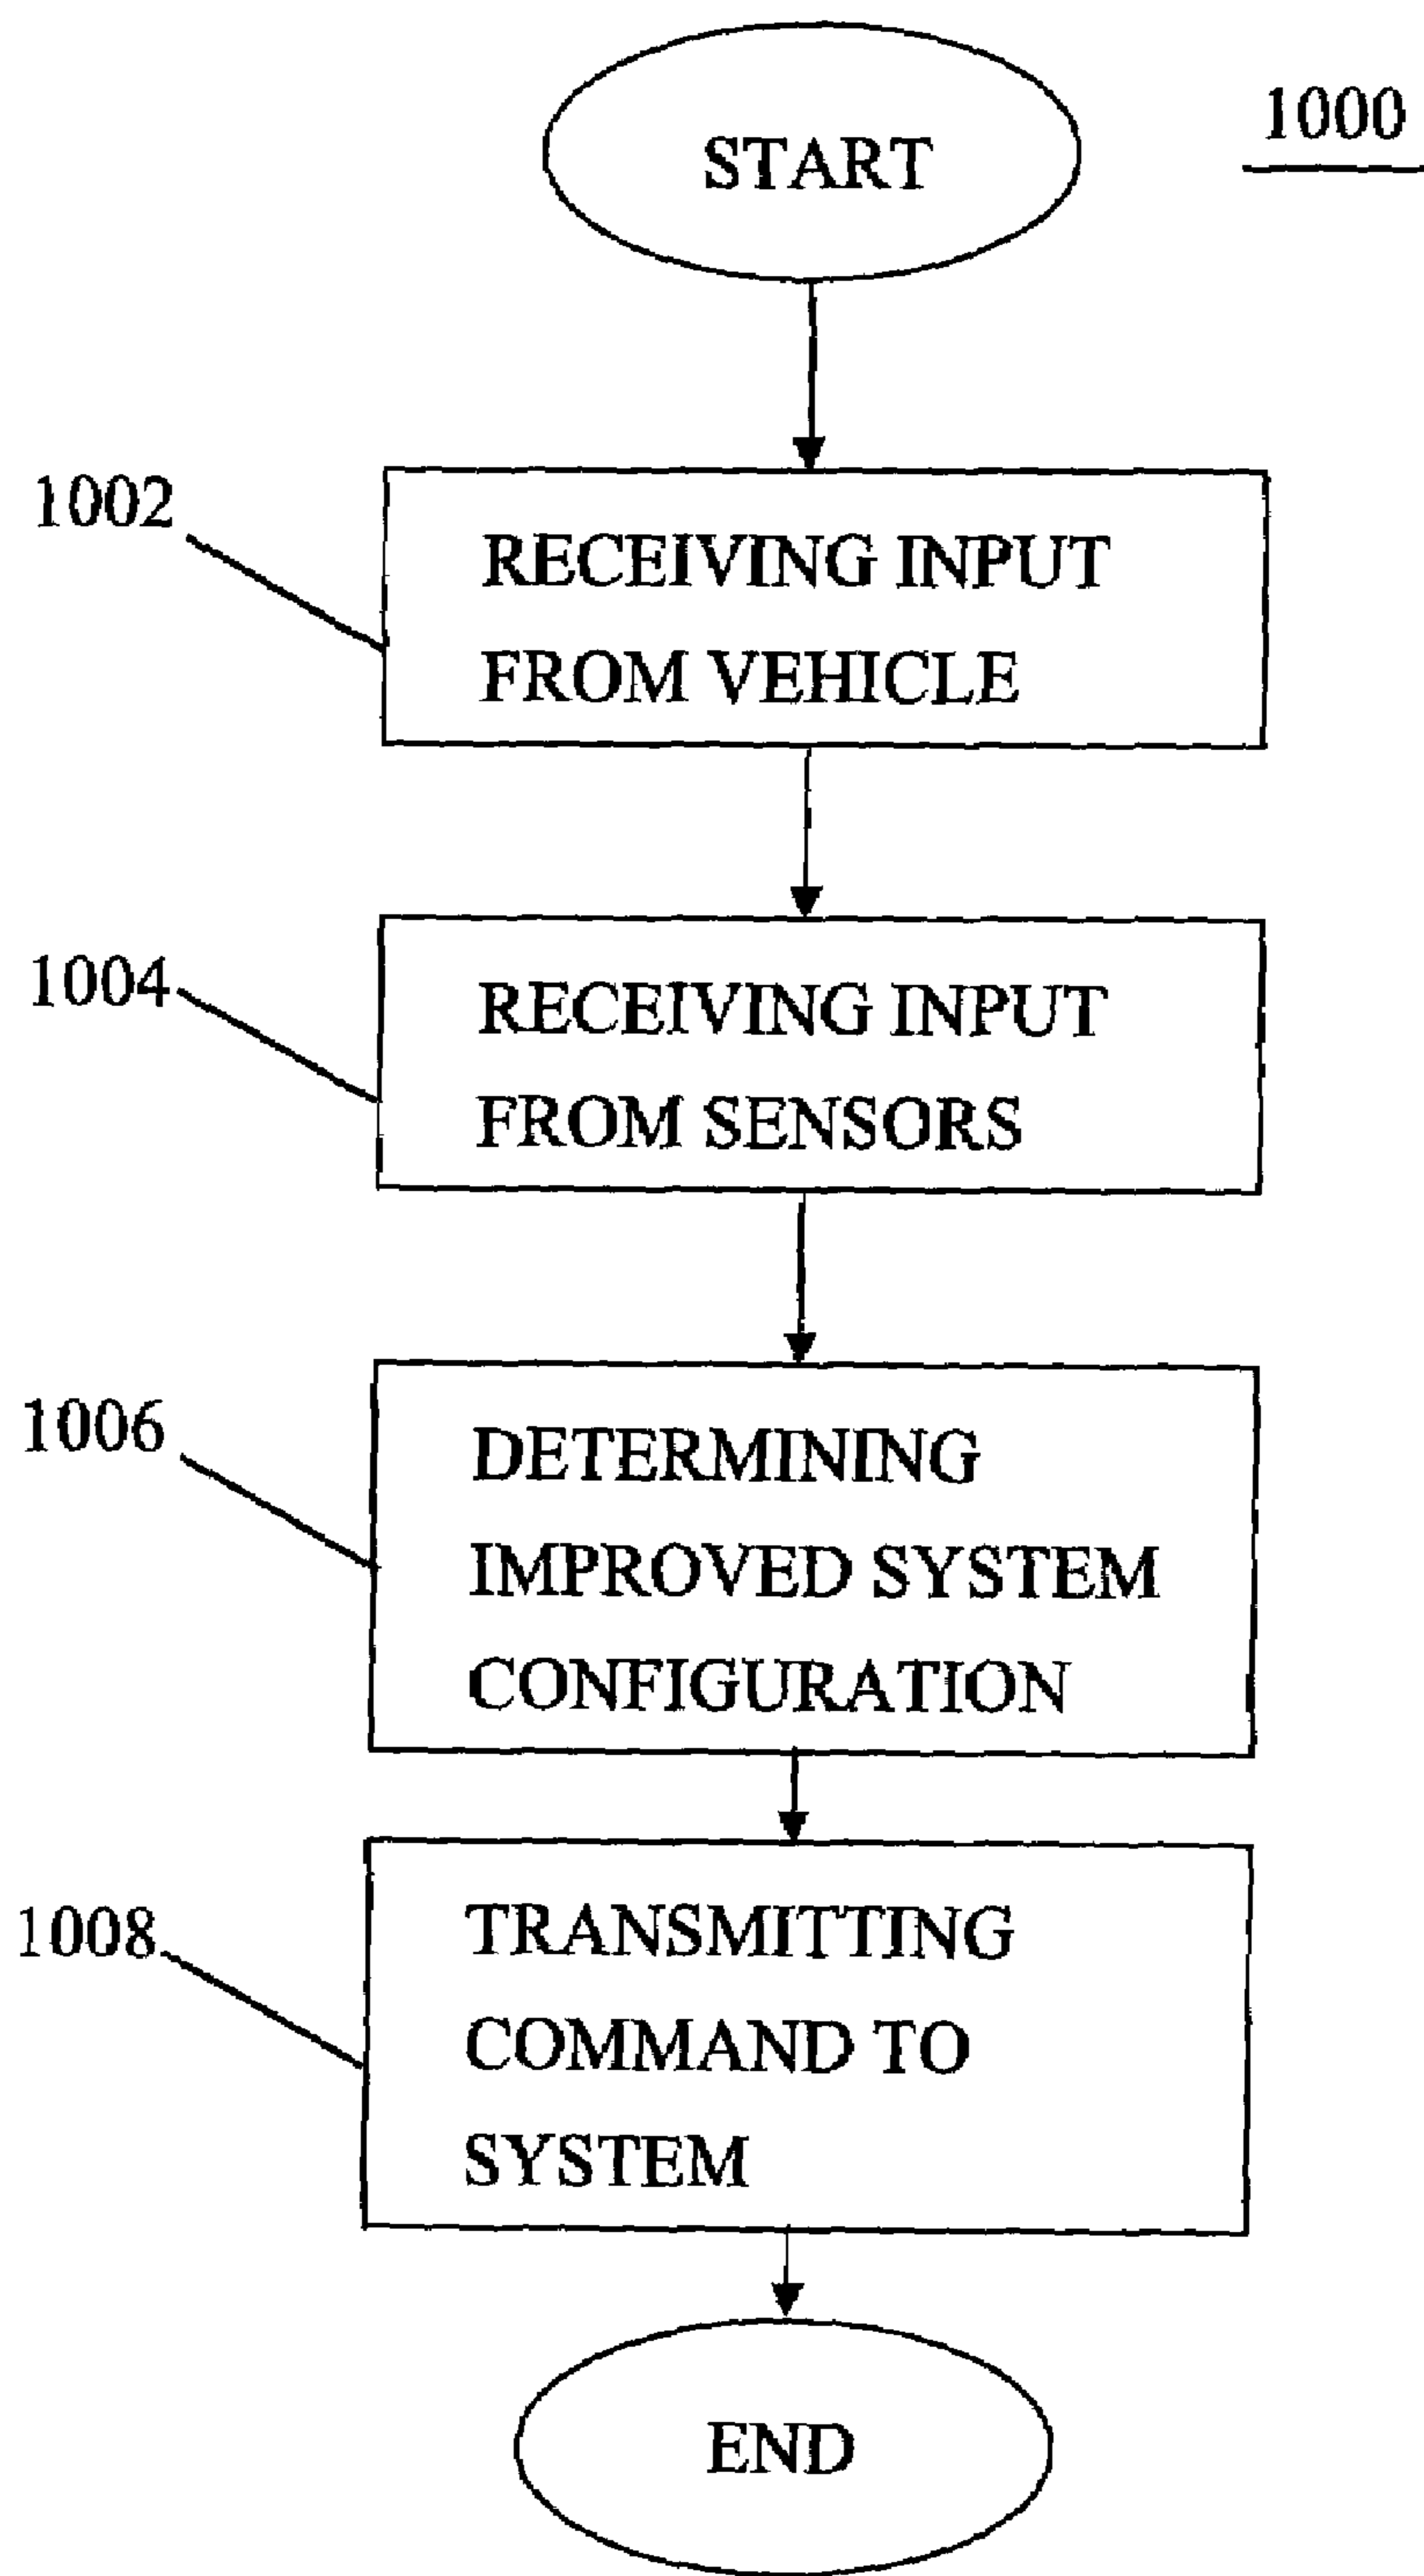 START
1000
1002
RECEIVING INPUT
FROM VEHICLE
1004
RECEIVING INPUT
FROM SENSORS
1006
DETERMINING
IMPROVED SYSTEM
CONFIGURATION
1008
TRANSMITTING
COMMAND TO
SYSTEM
END